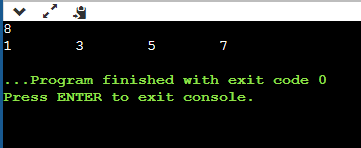 8
1 3 5 7
...Program finished with exit code 0
Press ENTER to exit console.